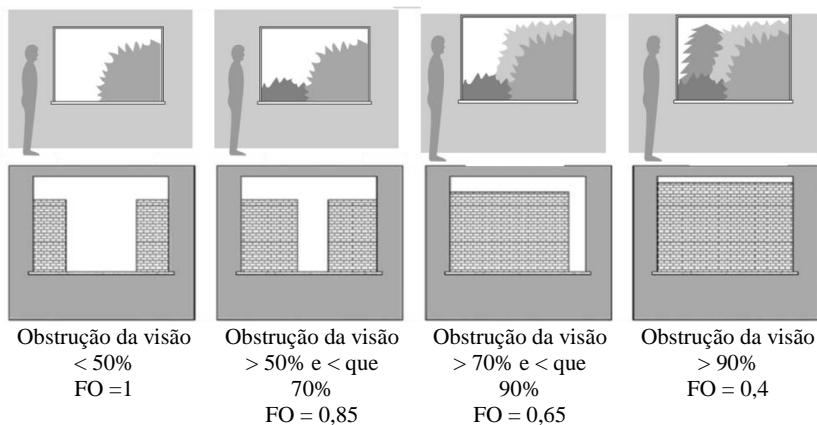 Obstrução da visão
< 50%
FO =1
Obstrução da visão
> 50% e < que
70%
FO = 0,85
Obstrução da visão
> 70% e < que
90%
FO = 0,65
Obstrução da visão
> 90%
FO = 0,4